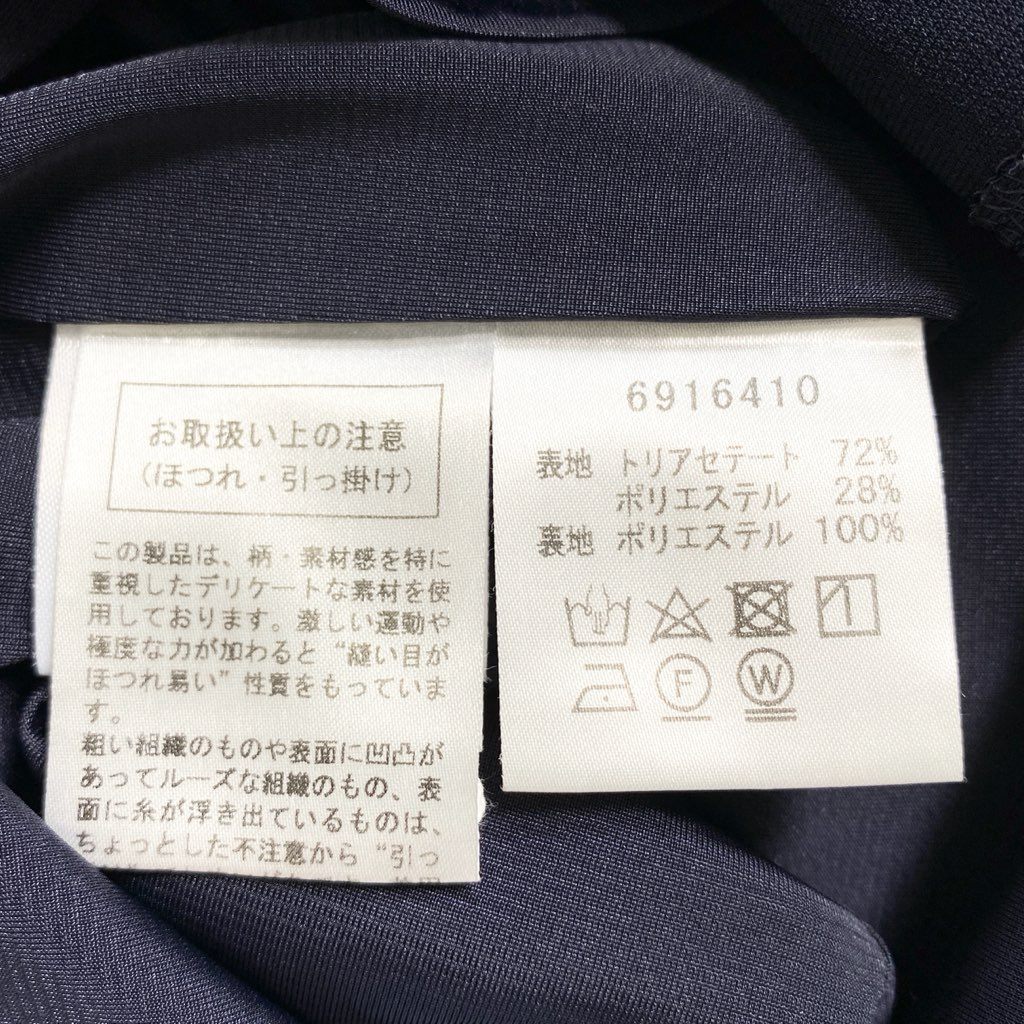 お取扱い上の注意
(ほつれ・引っ掛け)
この製品は、柄・素材感を特に
重視したデリケートな素材を使
用しております。激しい運動や
極度な力が加わると“縫い目が
ほつれ易い”性質をもっていま
す。
粗い組織のものや表面に凹凸が
あってルーズな組織のもの、表
面に糸が浮き出ているものは、
ちょっとした不注意から“引っ
6916410
表地 トリアセテート 72%
ポリエステル 28%
裏地 ポリエステル 100%
F
W